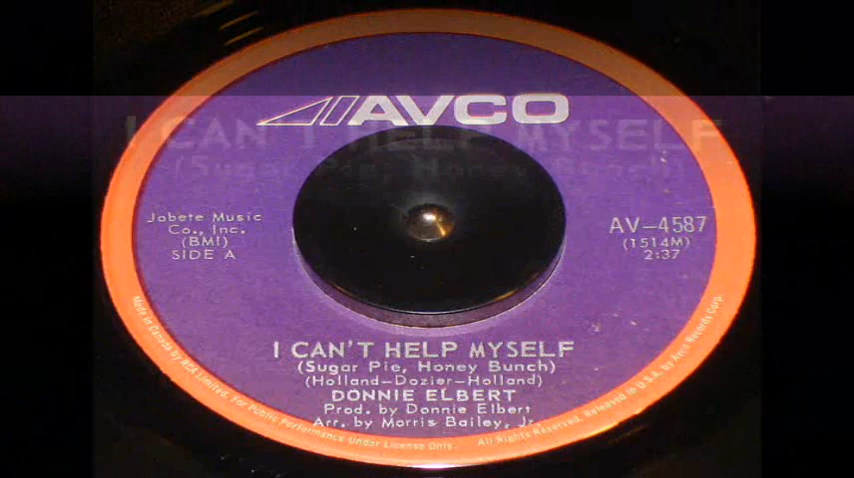 AVCO
I CAN'T HELP MYSELF
(Sugar Pie, Honey Bunch)
Jobete Music
Co., Inc.
(BMI)
SIDE A
AV-4587
(1514M)
2:37
I CAN'T HELP MYSELF
(Sugar Pie, Honey Bunch)
(Holland-Dozier-Holland)
DONNIE ELBERT
Prod. by Donnie Elbert
Arr. by Morris Bailey, Jr.
Made in Canada by RCA Limited. For Public Performance Under License Only. All Rights Reserved. Released in U.S.A. by Avco Records Corp.